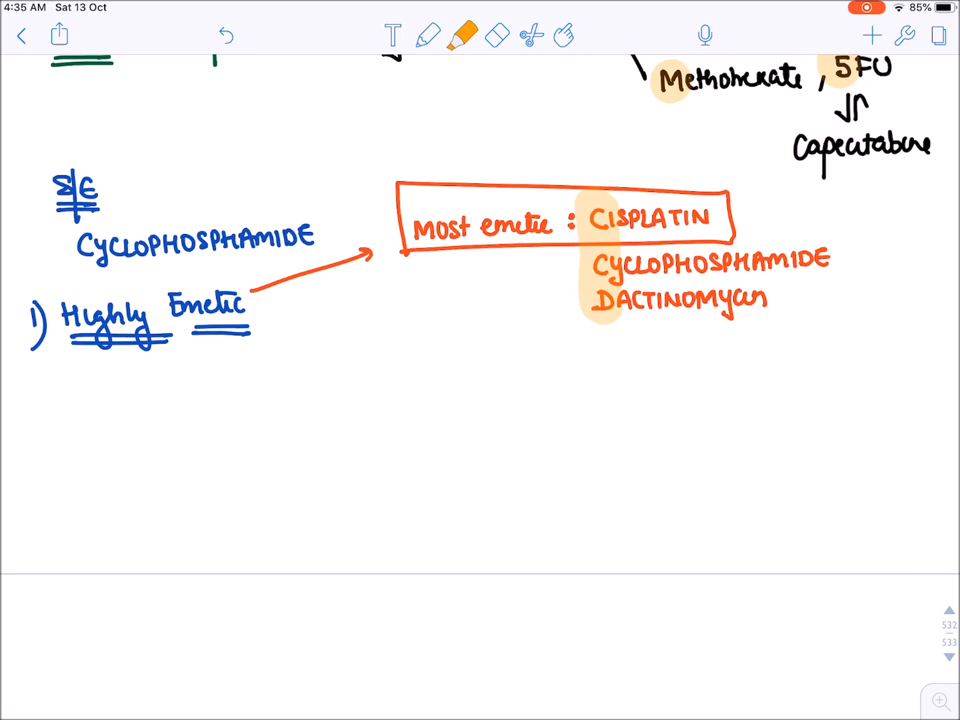 4:35 AM Sat 13 Oct 85%
T
Methotrexate , 5FU
Capecitabine
S/E
CYCLOPHOSPHAMIDE
1) Highly Emetic
MOST emetic : CISPLATIN
CYCLOPHOSPHAMIDE
DACTINOMYCIN
532
533